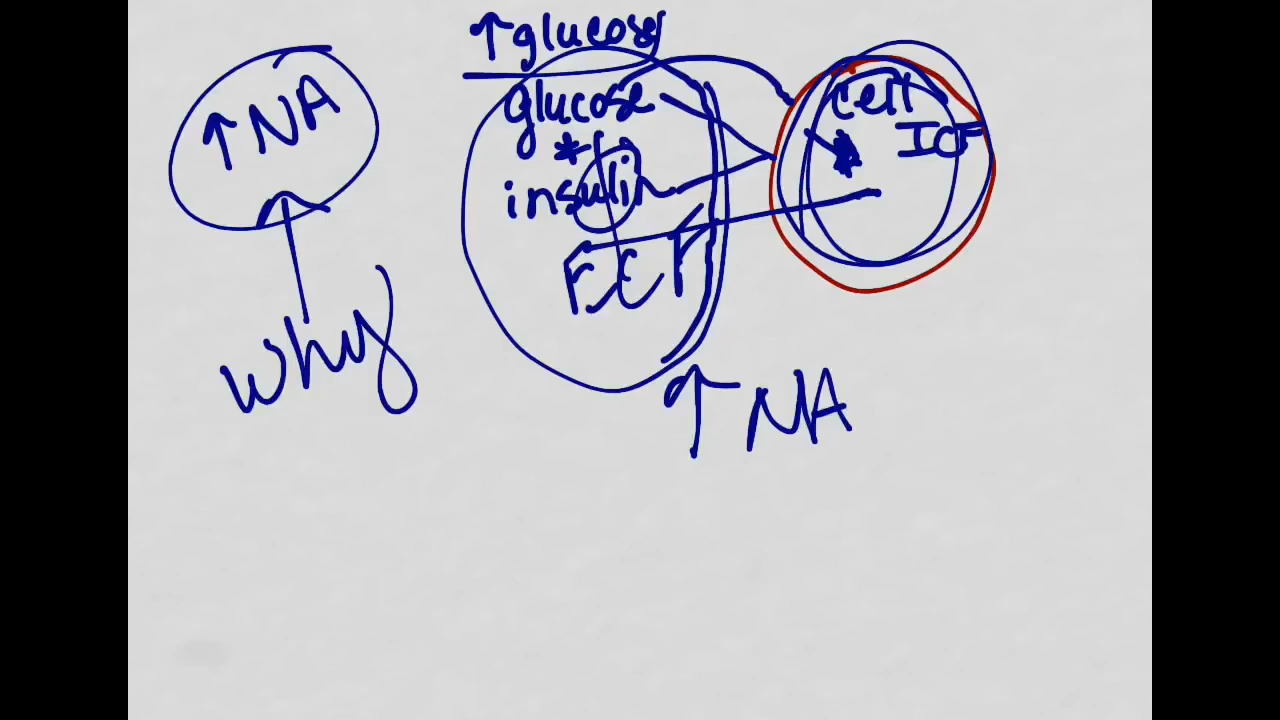 ↑ NA
why
↑ glucose
glucose
*
insulin
ECF
cell
ICF
↑ NA